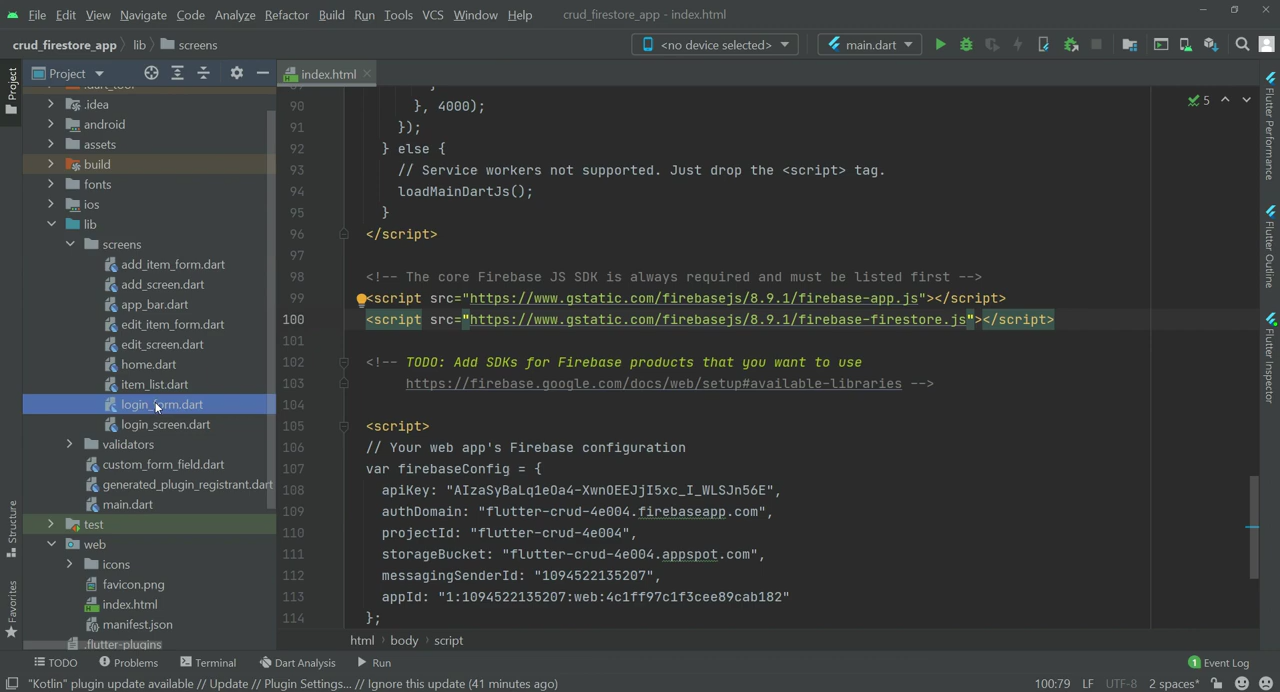 File Edit View Navigate Code Analyze Refactor Build Run Tools VCS Window Help crud_firestore_app - index.html
crud_firestore_app lib screens <no device selected> main.dart
Project index.html
Project
.idea
android
assets
build
fonts
ios
lib
screens
add_item_form.dart
add_screen.dart
app_bar.dart
edit_item_form.dart
edit_screen.dart
home.dart
item_list.dart
login_form.dart
login_screen.dart
validators
custom_form_field.dart
generated_plugin_registrant.dart
main.dart
test
web
icons
favicon.png
index.html
manifest.json
.flutter-plugins
Structure
Favorites
90 }, 4000);
91 });
92 } else {
93 // Service workers not supported. Just drop the <script> tag.
94 loadMainDartJs();
95 }
96 </script>
97
98 <!-- The core Firebase JS SDK is always required and must be listed first -->
99 <script src="https://www.gstatic.com/firebasejs/8.9.1/firebase-app.js"></script>
100 <script src="https://www.gstatic.com/firebasejs/8.9.1/firebase-firestore.js"></script>
101
102 <!-- TODO: Add SDKs for Firebase products that you want to use
103 https://firebase.google.com/docs/web/setup#available-libraries -->
104
105 <script>
106 // Your web app's Firebase configuration
107 var firebaseConfig = {
108 apiKey: "AIzaSyBaLq1eOa4-XwnOEEJjI5xc_I_WLSJn56E",
109 authDomain: "flutter-crud-4e004.firebaseapp.com",
110 projectId: "flutter-crud-4e004",
111 storageBucket: "flutter-crud-4e004.appspot.com",
112 messagingSenderId: "1094522135207",
113 appId: "1:1094522135207:web:4c1ff97c1f3cee89cab182"
114 };
5
html body script
Flutter Performance
Flutter Outline
Flutter Inspector
TODO Problems Terminal Dart Analysis Run 1 Event Log
"Kotlin" plugin update available // Update // Plugin Settings... // Ignore this update (41 minutes ago) 100:79 LF UTF-8 2 spaces*